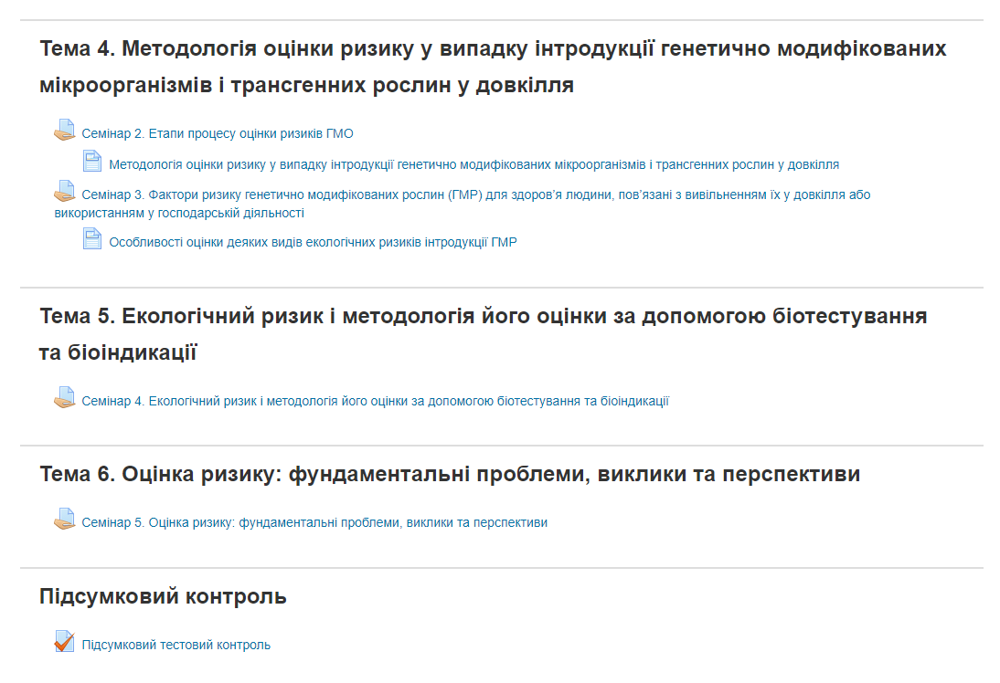 Тема 4. Методологія оцінки ризику у випадку інтродукції генетично модифікованих
мікроорганізмів і трансгенних рослин у довкілля
Семінар 2. Етапи процесу оцінки ризиків ГМО
Методологія оцінки ризику у випадку інтродукції генетично модифікованих мікроорганізмів і трансгенних рослин у довкілля
Семінар 3. Фактори ризику генетично модифікованих рослин (ГМР) для здоров’я людини, пов’язані з вивільненням їх у довкілля або
використанням у господарській діяльності
Особливості оцінки деяких видів екологічних ризиків інтродукції ГМР
Тема 5. Екологічний ризик і методологія його оцінки за допомогою біотестування
та біоіндикації
Семінар 4. Екологічний ризик і методологія його оцінки за допомогою біотестування та біоіндикації
Тема 6. Оцінка ризику: фундаментальні проблеми, виклики та перспективи
Семінар 5. Оцінка ризику: фундаментальні проблеми, виклики та перспективи
Підсумковий контроль
Підсумковий тестовий контроль